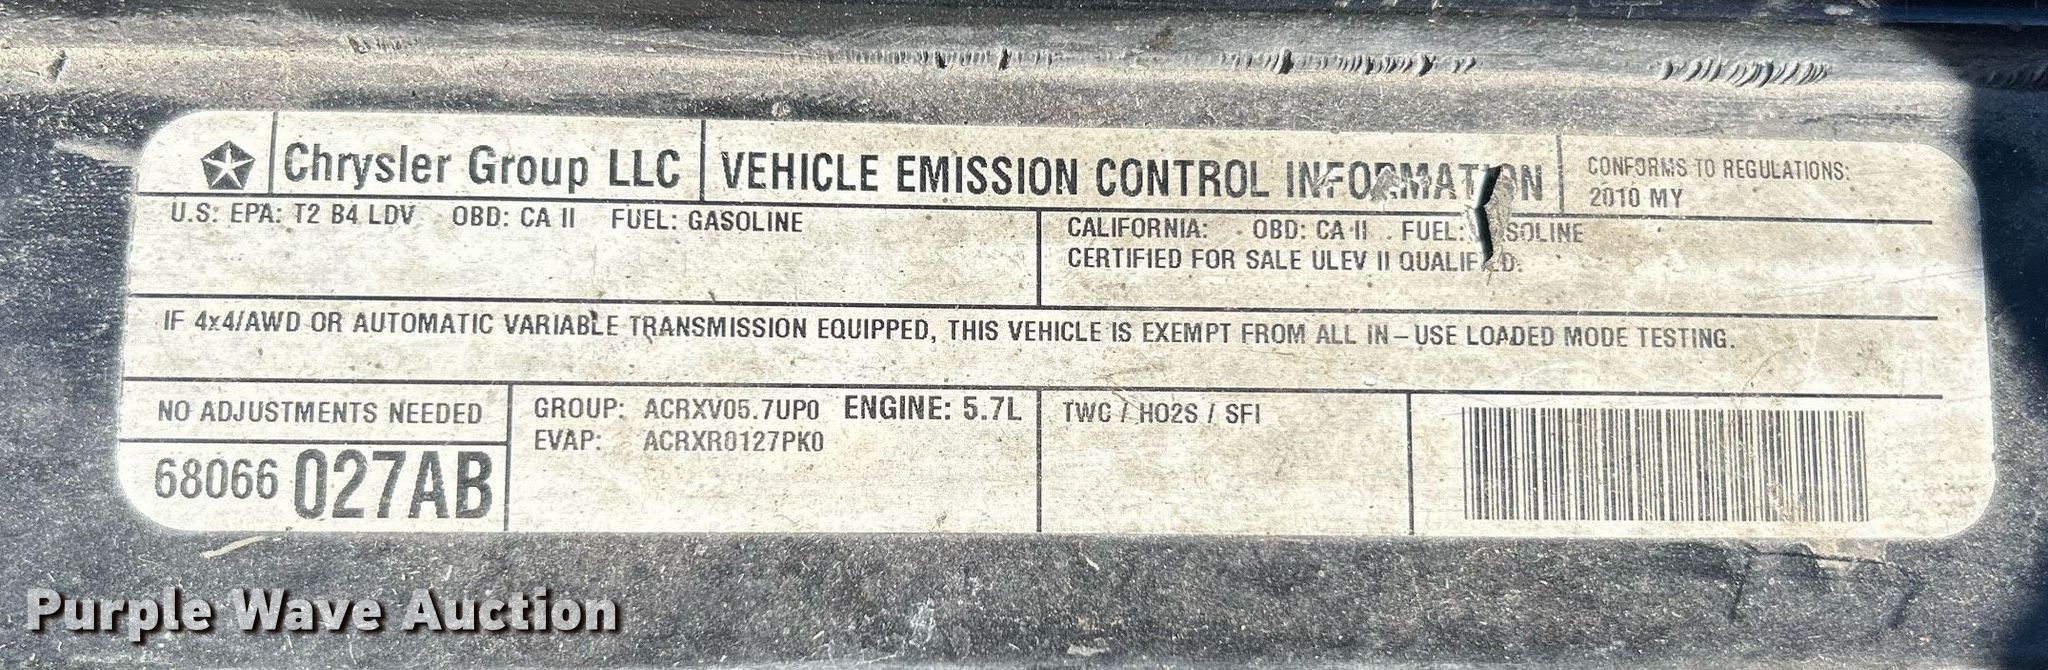 Chrysler Group LLC
VEHICLE EMISSION CONTROL INFORMATION
CONFORMS TO REGULATIONS:
2010 MY
U.S: EPA: T2 B4 LDV OBD: CA II FUEL: GASOLINE
CALIFORNIA: OBD: CA II FUEL: GASOLINE
CERTIFIED FOR SALE ULEV II QUALIFIED.
IF 4x4/AWD OR AUTOMATIC VARIABLE TRANSMISSION EQUIPPED, THIS VEHICLE IS EXEMPT FROM ALL IN-USE LOADED MODE TESTING.
NO ADJUSTMENTS NEEDED
68066 027AB
GROUP: ACRXV05.7UP0 ENGINE: 5.7L
EVAP: ACRXR0127PK0
TWC / HO2S / SFI
Purple Wave Auction